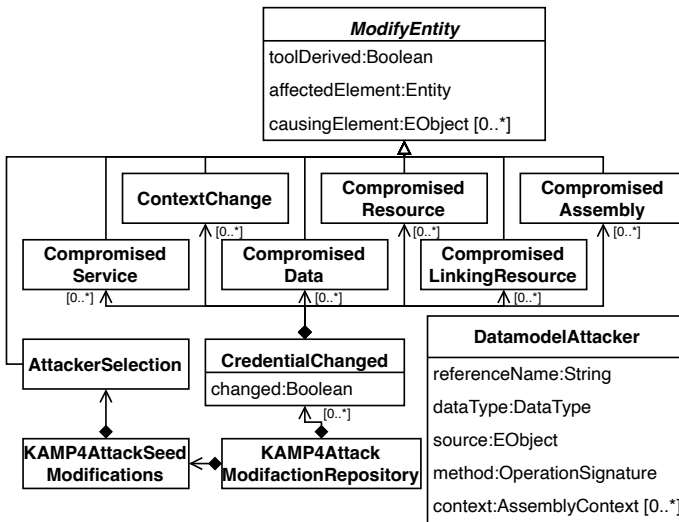 ModifyEntity
toolDerived:Boolean
affectedElement:Entity
causingElement:EObject [0..*]
ContextChange
[0..*]
Compromised
Resource
[0..*]
Compromised
Assembly
[0..*]
Compromised
Service
[0..*]
Compromised
Data
[0..*]
Compromised
LinkingResource
[0..*]
AttackerSelection
CredentialChanged
changed:Boolean
[0..*]
KAMP4AttackSeed
Modifications
KAMP4Attack
ModifactionRepository
DatamodelAttacker
referenceName:String
dataType:DataType
source:EObject
method:OperationSignature
context:AssemblyContext [0..*]